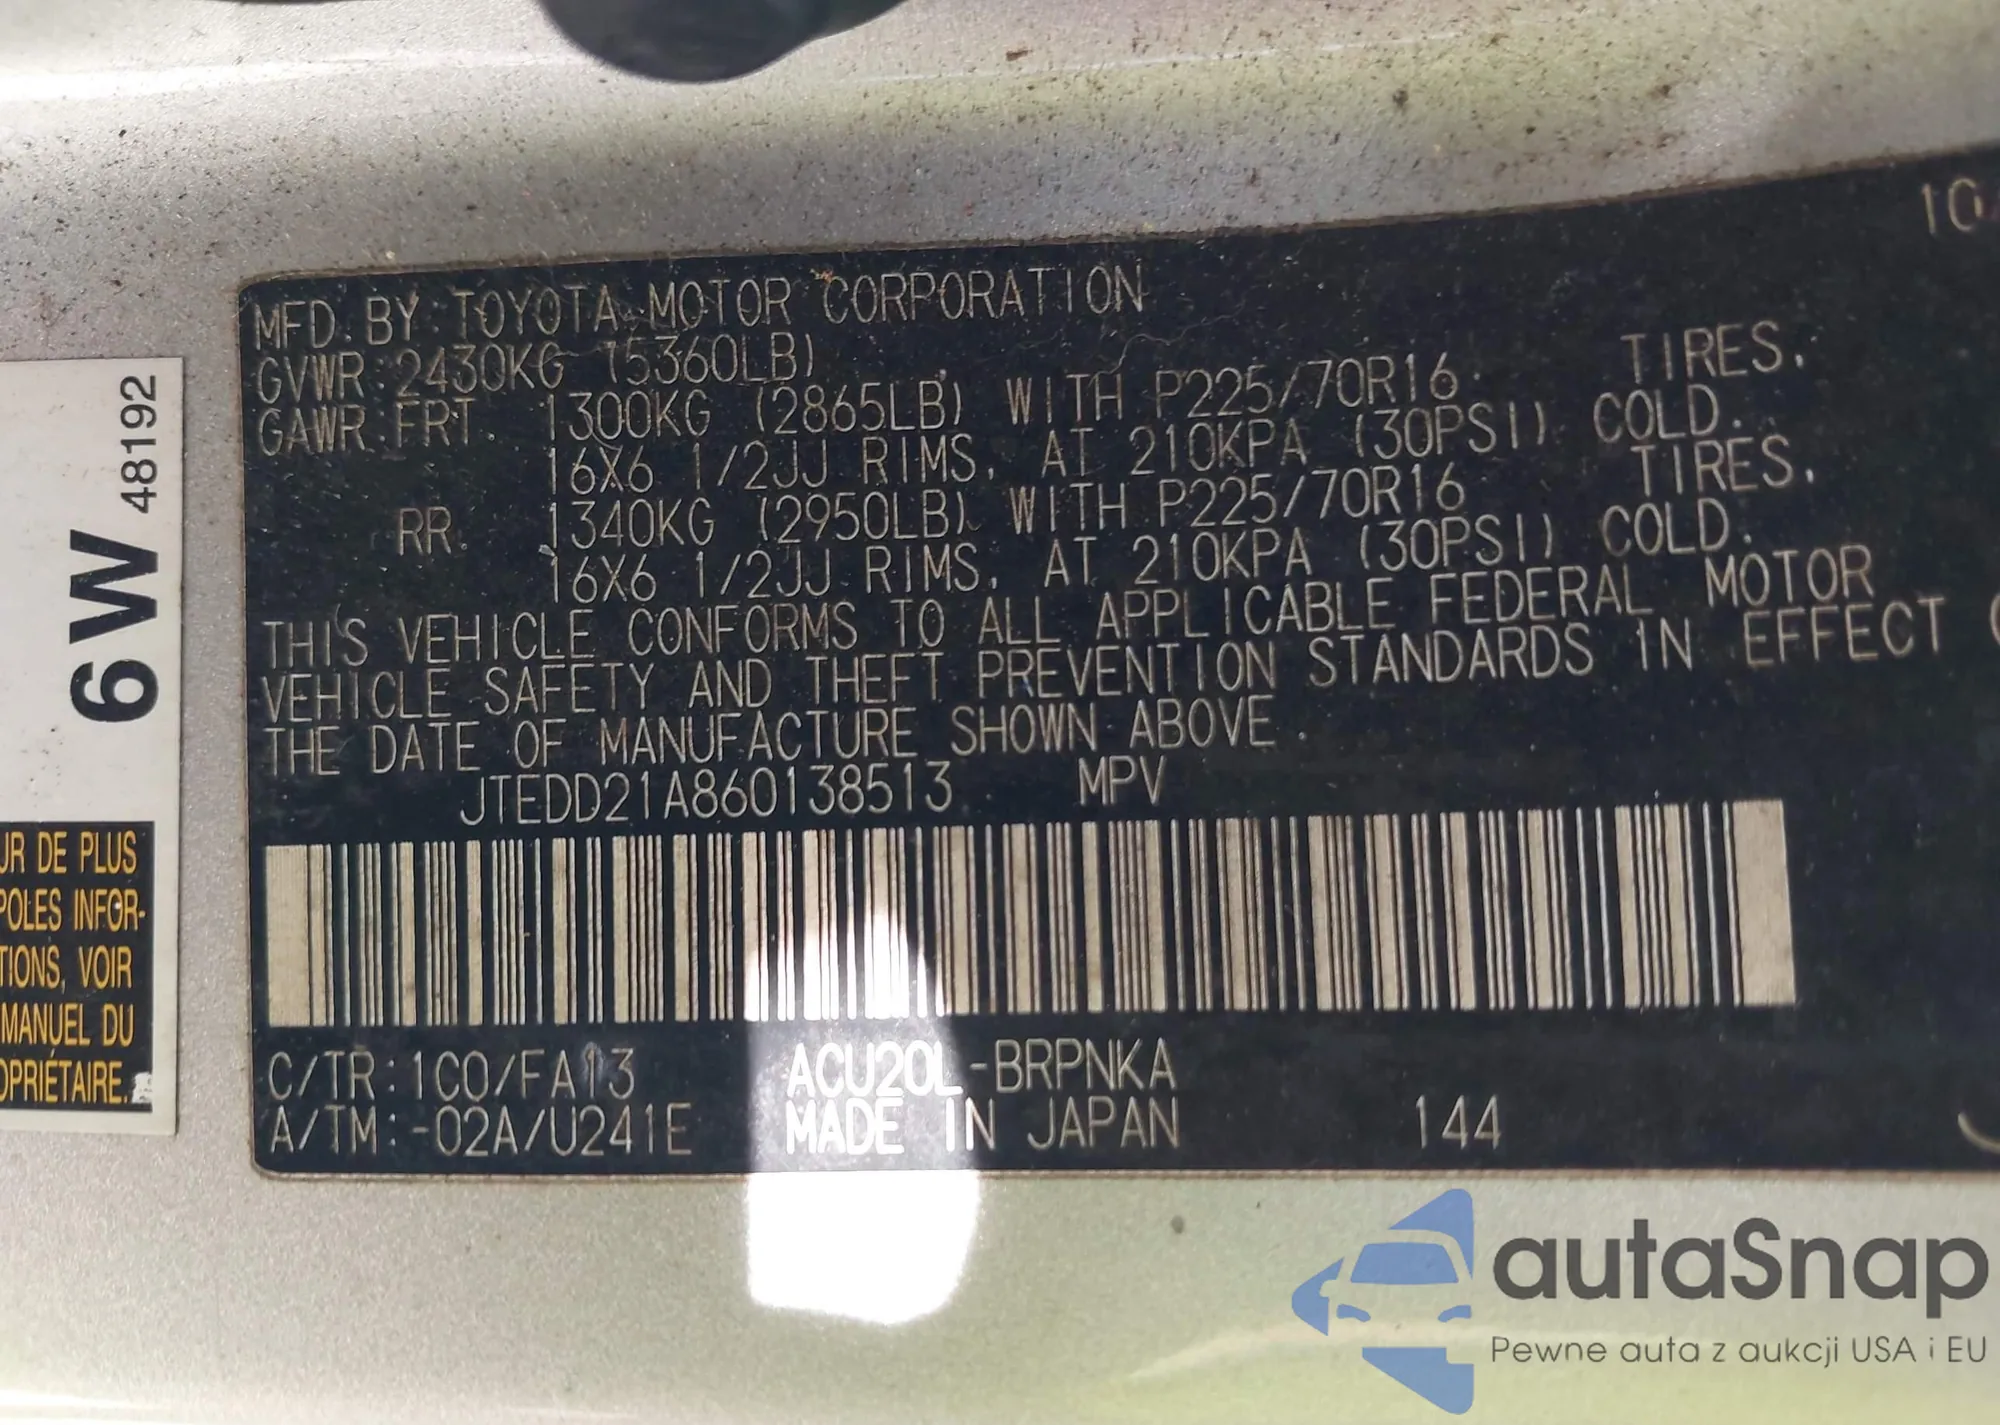 10
MFD. BY TOYOTA MOTOR CORPORATION
GVWR 2430KG (5360LB)
GAWR FRT 1300KG (2865LB) WITH P225/70R16 TIRES,
16X6 1/2JJ RIMS, AT 210KPA (30PSI) COLD.
RR 1340KG (2950LB) WITH P225/70R16 TIRES,
16X6 1/2JJ RIMS, AT 210KPA (30PSI) COLD.
THIS VEHICLE CONFORMS TO ALL APPLICABLE FEDERAL MOTOR
VEHICLE SAFETY AND THEFT PREVENTION STANDARDS IN EFFECT
THE DATE OF MANUFACTURE SHOWN ABOVE.
JTEDD21A860138513 MPV
C/TR:1C0/FA13 ACU20L-BRPNKA
A/TM:-02A/U241E MADE IN JAPAN 144
6W 48192
UR DE PLUS
POLES INFOR-
TIONS, VOIR
MANUEL DU
OPRIÉTAIRE.
autaSnap
Pewne auta z aukcji USA i EU